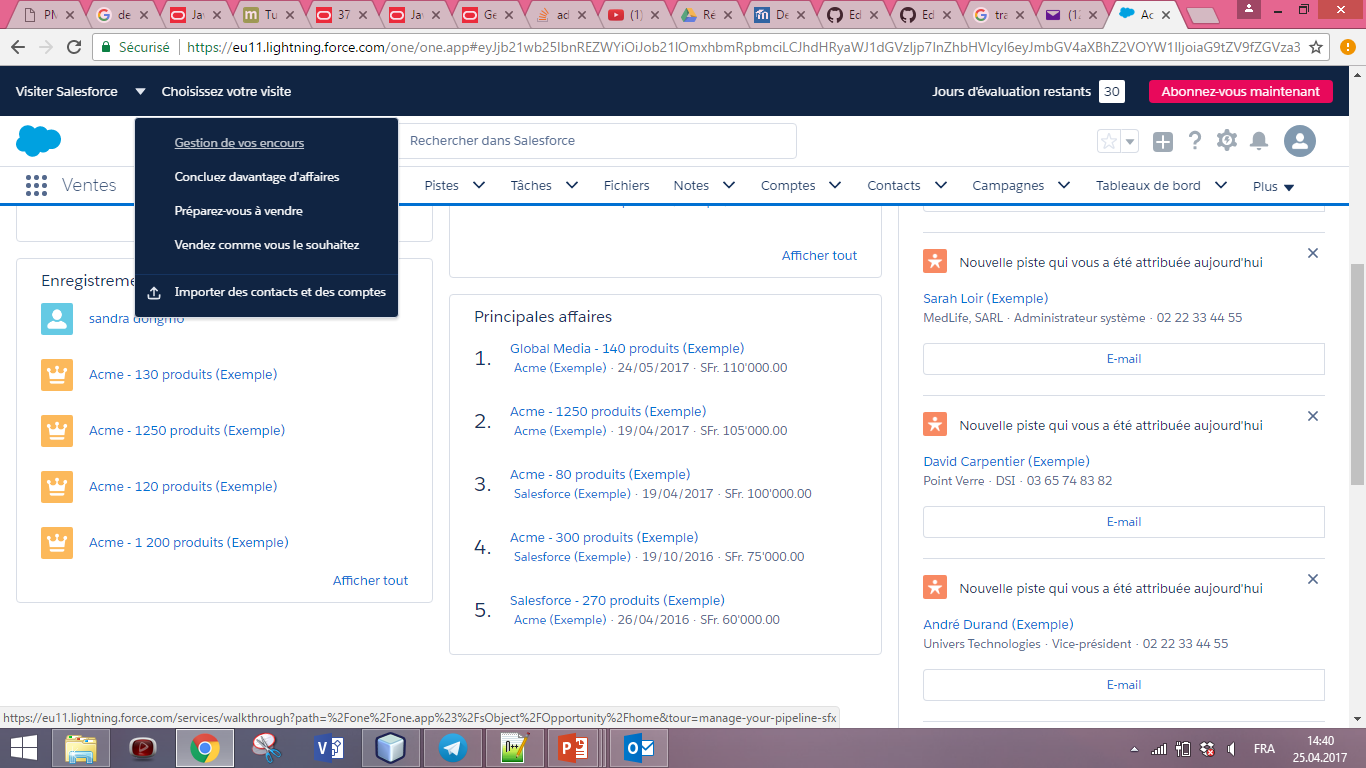 PM
de
Jav
Tu
37
Jav
Ge
ad
(1)
Ré
De
Ed
Ed
tra
(12
Ac
Sécurisé
https://eu11.lightning.force.com/one/one.app#eyJjb21wb25lbnREZWYiOiJob21lOmxhbmRpbmciLCJhdHRyaWJ1dGVzIjp7InZhbHVlcyI6eyJmbGV4aXBhZ2VOYW1lIjoiaG9tZV9fZGVza3
Visiter Salesforce
Choisissez votre visite
Jours d'évaluation restants 30
Abonnez-vous maintenant
Gestion de vos encours
Concluez davantage d'affaires
Préparez-vous à vendre
Vendez comme vous le souhaitez
Importer des contacts et des comptes
Rechercher dans Salesforce
Ventes
Pistes
Tâches
Fichiers
Notes
Comptes
Contacts
Campagnes
Tableaux de bord
Plus
Enregistreme
sandra dongmo
Acme - 130 produits (Exemple)
Acme - 1250 produits (Exemple)
Acme - 120 produits (Exemple)
Acme - 1 200 produits (Exemple)
Afficher tout
Afficher tout
Principales affaires
1. Global Media - 140 produits (Exemple)
Acme (Exemple) · 24/05/2017 · SFr. 110'000.00
2. Acme - 1250 produits (Exemple)
Acme (Exemple) · 19/04/2017 · SFr. 105'000.00
3. Acme - 80 produits (Exemple)
Salesforce (Exemple) · 19/04/2017 · SFr. 100'000.00
4. Acme - 300 produits (Exemple)
Salesforce (Exemple) · 19/10/2016 · SFr. 75'000.00
5. Salesforce - 270 produits (Exemple)
Acme (Exemple) · 26/04/2016 · SFr. 60'000.00
Nouvelle piste qui vous a été attribuée aujourd'hui
Sarah Loir (Exemple)
MedLife, SARL · Administrateur système · 02 22 33 44 55
E-mail
Nouvelle piste qui vous a été attribuée aujourd'hui
David Carpentier (Exemple)
Point Verre · DSI · 03 65 74 83 82
E-mail
Nouvelle piste qui vous a été attribuée aujourd'hui
André Durand (Exemple)
Univers Technologies · Vice-président · 02 22 33 44 55
E-mail
https://eu11.lightning.force.com/services/walkthrough?path=%2Fone%2Fone.app%23%2FsObject%2FOpportunity%2Fhome&tour=manage-your-pipeline-sfx
FRA
14:40
25.04.2017